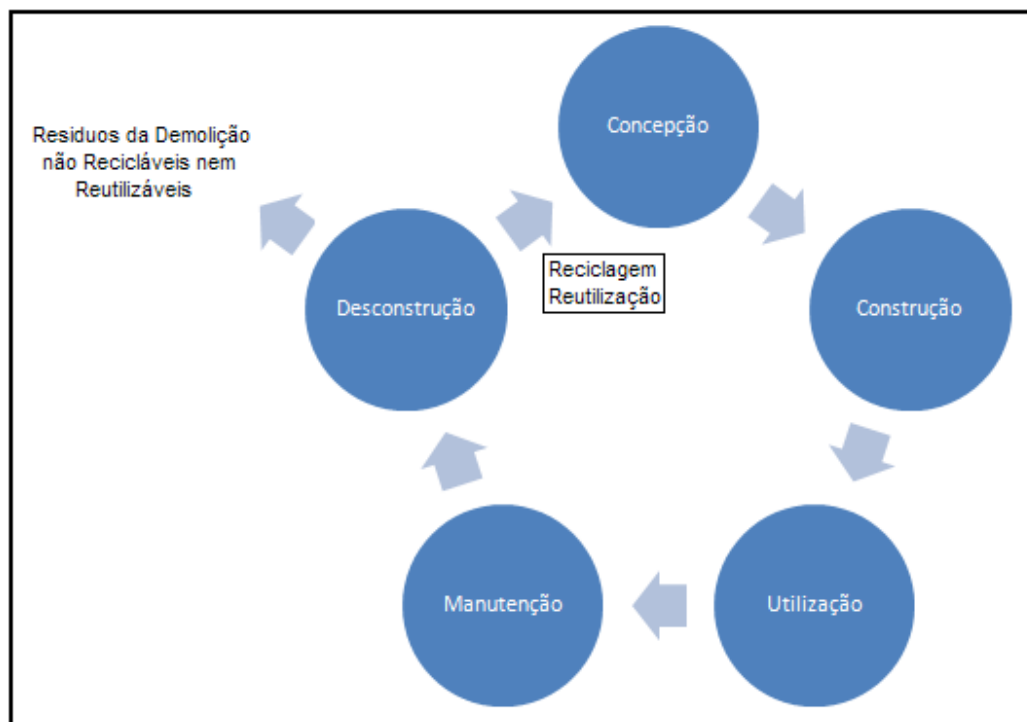 Concepção
Residuos da Demolição
não Recicláveis nem
Reutilizáveis
Reciclagem
Reutilização
Desconstrução
Construção
Manutenção
Utilização